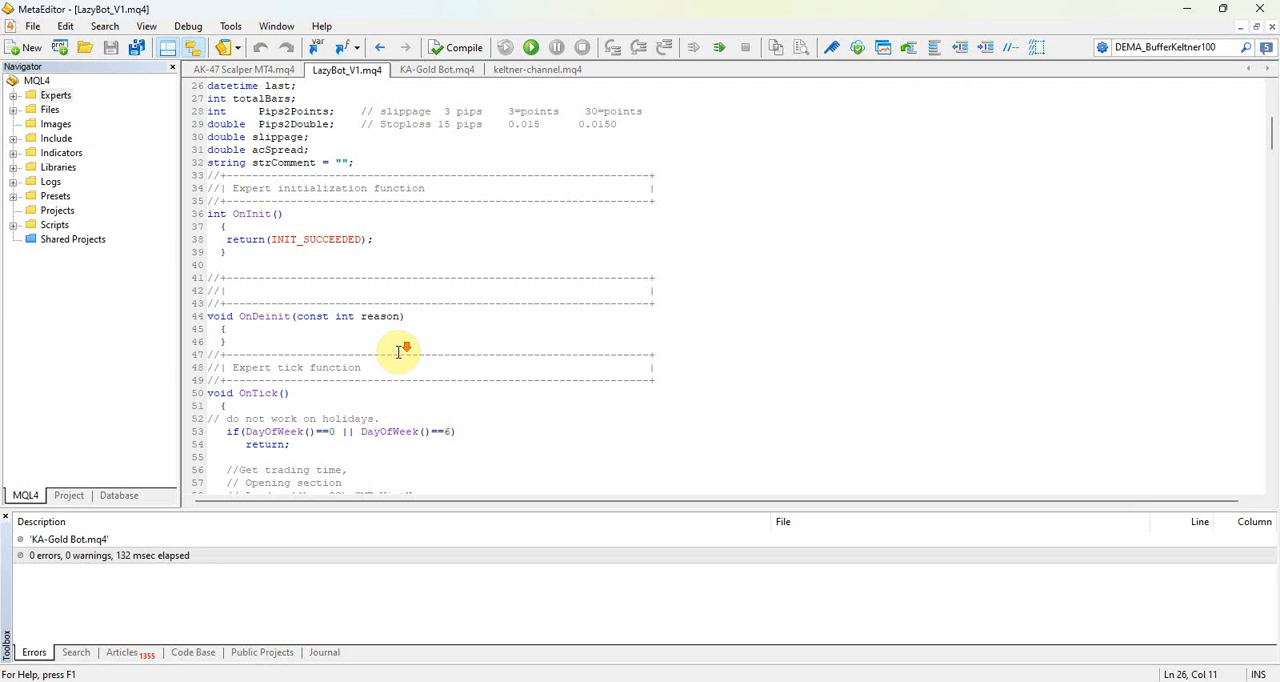 MetaEditor - [LazyBot_V1.mq4]
File Edit Search View Debug Tools Window Help
New Compile DEMA_BufferKeltner100 5
Navigator
MQL4
Experts
Files
Images
Include
Indicators
Libraries
Logs
Presets
Projects
Scripts
Shared Projects
MQL4 Project Database
AK-47 Scalper MT4.mq4 LazyBot_V1.mq4 KA-Gold Bot.mq4 keltner-channel.mq4
26 datetime last;
27 int totalBars;
28 int Pips2Points; // slippage 3 pips 3=points 30=points
29 double Pips2Double; // Stoploss 15 pips 0.015 0.0150
30 double slippage;
31 double acSpread;
32 string strComment = "";
33 //+------------------------------------------------------------------+
34 //| Expert initialization function |
35 //+------------------------------------------------------------------+
36 int OnInit()
37 {
38 return(INIT_SUCCEEDED);
39 }
40
41 //+------------------------------------------------------------------+
42 //| |
43 //+------------------------------------------------------------------+
44 void OnDeinit(const int reason)
45 {
46 }
47 //+------------------------------------------------------------------+
48 //| Expert tick function |
49 //+------------------------------------------------------------------+
50 void OnTick()
51 {
52 // do not work on holidays.
53 if(DayOfWeek()==0 || DayOfWeek()==6)
54 return;
55
56 //Get trading time,
57 // Opening section
Toolbox
Description File Line Column
'KA-Gold Bot.mq4'
0 errors, 0 warnings, 132 msec elapsed
Errors Search Articles 1355 Code Base Public Projects Journal
For Help, press F1 Ln 26, Col 11 INS